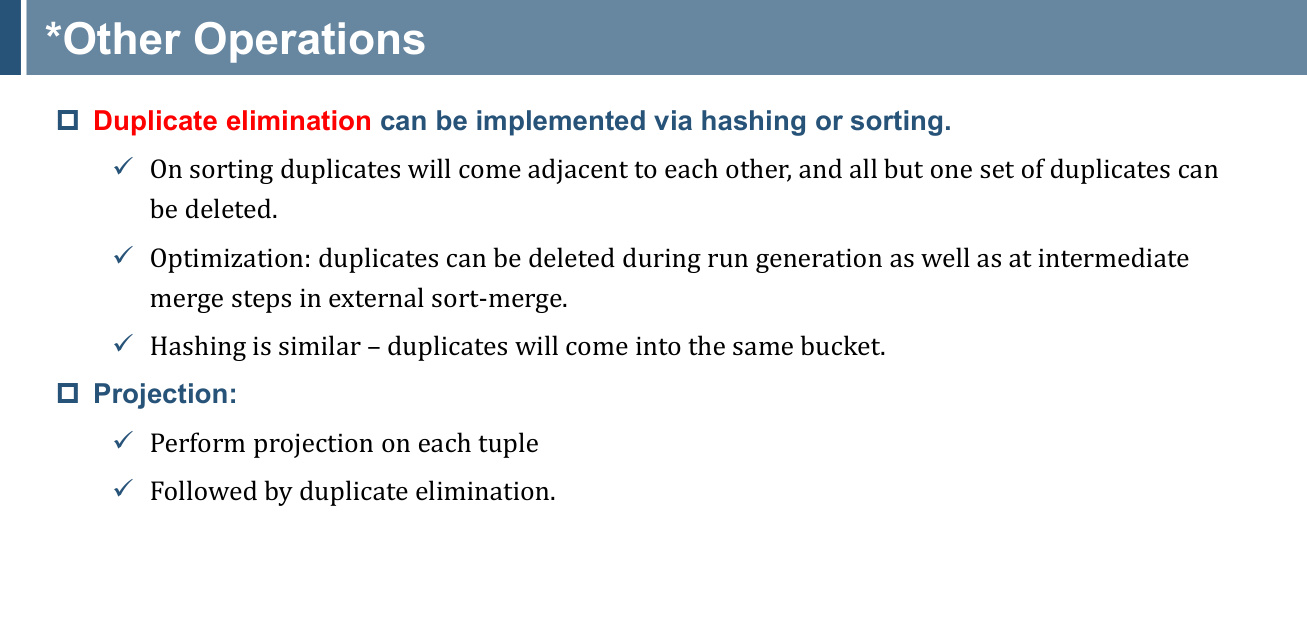 *Other Operations
Duplicate elimination can be implemented via hashing or sorting.
On sorting duplicates will come adjacent to each other, and all but one set of duplicates can
be deleted.
Optimization: duplicates can be deleted during run generation as well as at intermediate
merge steps in external sort-merge.
Hashing is similar – duplicates will come into the same bucket.
Projection:
Perform projection on each tuple
Followed by duplicate elimination.